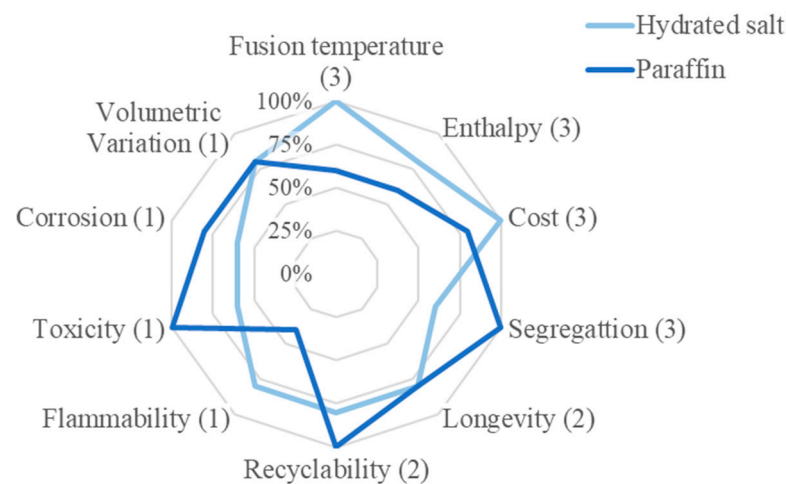 Hydrated salt
Paraffin
Fusion temperature
(3)
Enthalpy (3)
Cost (3)
Segregattion (3)
Longevity (2)
Recyclability (2)
Flammability (1)
Toxicity (1)
Corrosion (1)
Volumetric
Variation (1)
100%
75%
50%
25%
0%